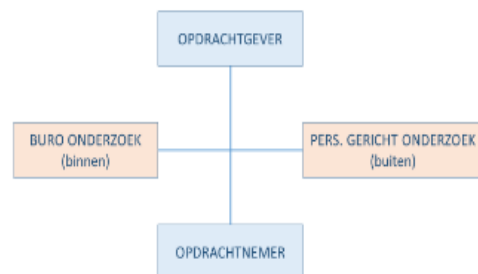 OPDRACHTGEVER
BURO ONDERZOEK
(binnen)
PERS. GERICHT ONDERZOEK
(buiten)
OPDRACHTNEMER